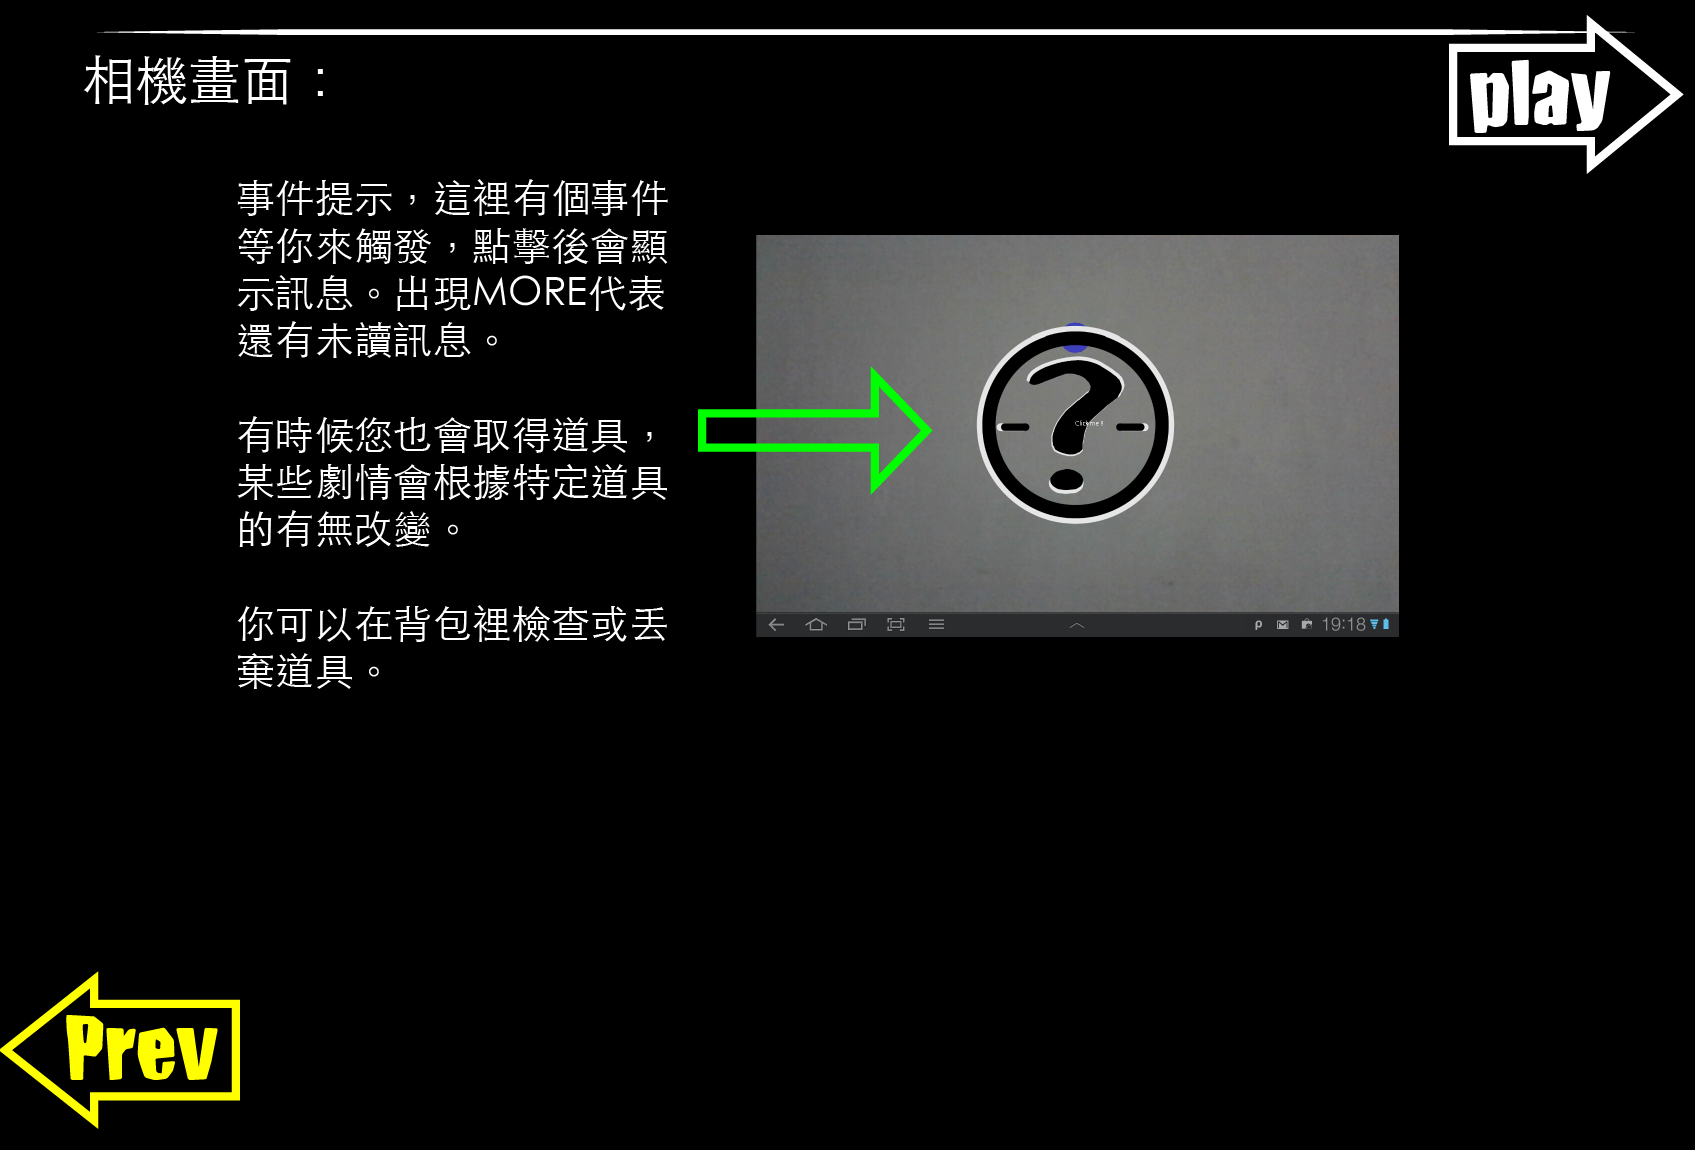 相機畫面：
play
事件提示，這裡有個事件
等你來觸發，點擊後會顯
示訊息。出現MORE代表
還有未讀訊息。
有時候您也會取得道具，
某些劇情會根據特定道具
的有無改變。
你可以在背包裡檢查或丟
棄道具。
?
Click me !!
19:18
Prev